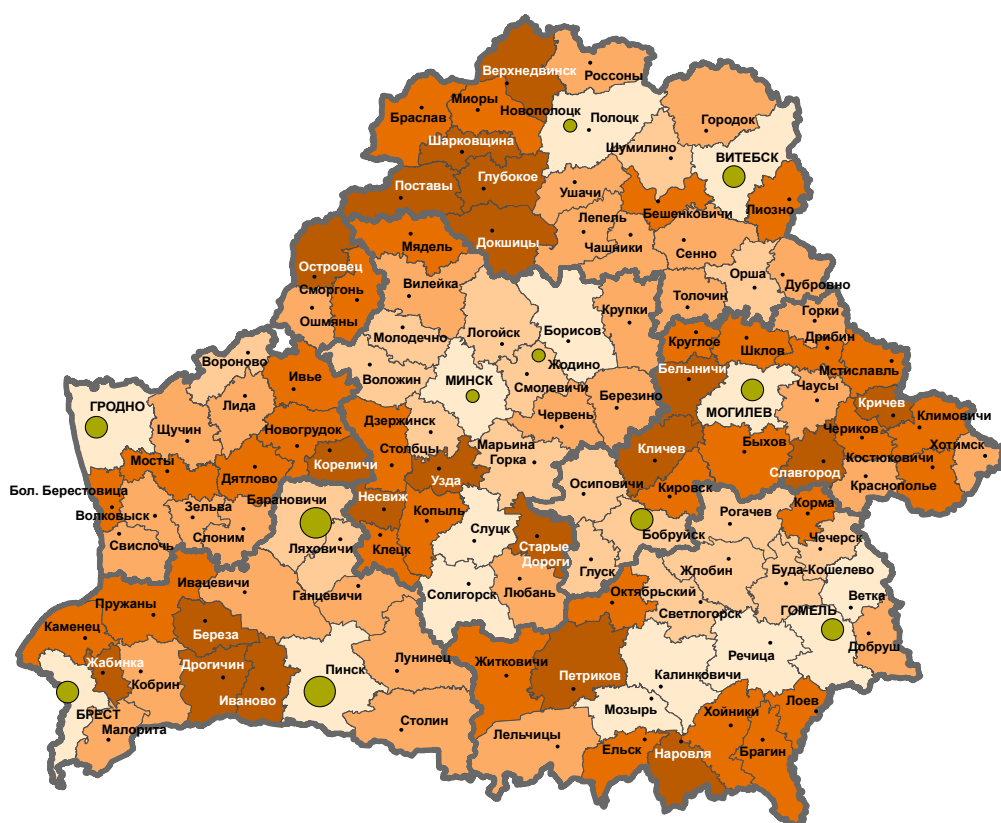 Верхнедвинск
Россоны
Миоры
Браслав
Новополоцк
Полоцк
Городок
Шарковщина
Шумилино
ВИТЕБСК
Поставы
Глубокое
Ушачи
Бешенковичи
Лиозно
Докшицы
Лепель
Чашники
Мядель
Сенно
Островец
Сморгонь
Ошмяны
Вилейка
Орша
Дубровно
Толочин
Крупки
Горки
Борисов
Логойск
Молодечно
Круглое
Шклов
Дрибин
Мстиславль
Вороново
Жодино
Белыничи
Воложин
МИНСК
Смолевичи
Ивье
Чаусы
Кричев
ГРОДНО
Лида
Березино
МОГИЛЕВ
Климовичи
Щучин
Новогрудок
Дзержинск
Червень
Чериков
Хотимск
Столбцы
Марьина
Горка
Быхов
Кличев
Мосты
Кореличи
Костюковичи
Славгород
Дятлово
Узда
Осиповичи
Краснополье
Бол. Берестовица
Барановичи
Несвиж
Кировск
Волковыск
Зельва
Копыль
Рогачев
Корма
Слоним
Слуцк
Бобруйск
Свислочь
Ляховичи
Клецк
Старые
Дороги
Чечерск
Глуск
Жлобин
Буда-Кошелево
Ивацевичи
Ганцевичи
Солигорск
Любань
Октябрьский
Ветка
Пружаны
Светлогорск
ГОМЕЛЬ
Каменец
Береза
Добруш
Жабинка
Дрогичин
Пинск
Лунинец
Житковичи
Речица
Кобрин
Иваново
Петриков
Калинковичи
БРЕСТ
Малорита
Столин
Мозырь
Хойники
Лоев
Лельчицы
Ельск
Наровля
Брагин